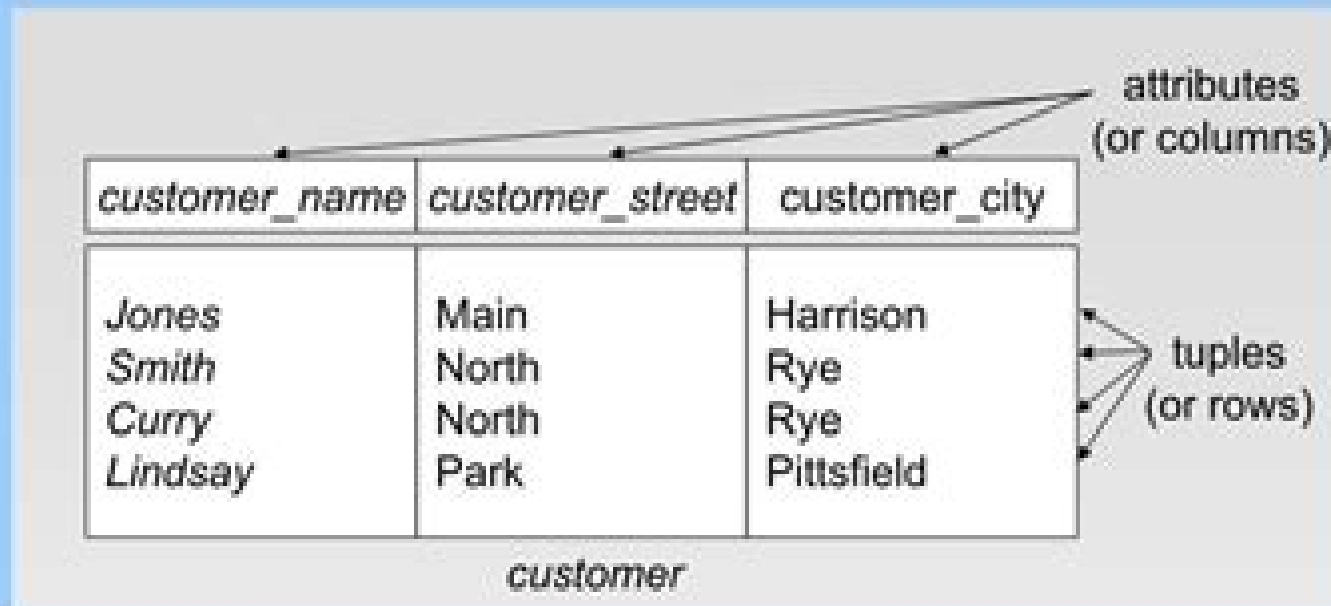 attributes
(or columns)
customer_name customer_street customer_city
Jones Main Harrison
Smith North Rye
Curry North Rye
Lindsay Park Pittsfield
tuples
(or rows)
customer